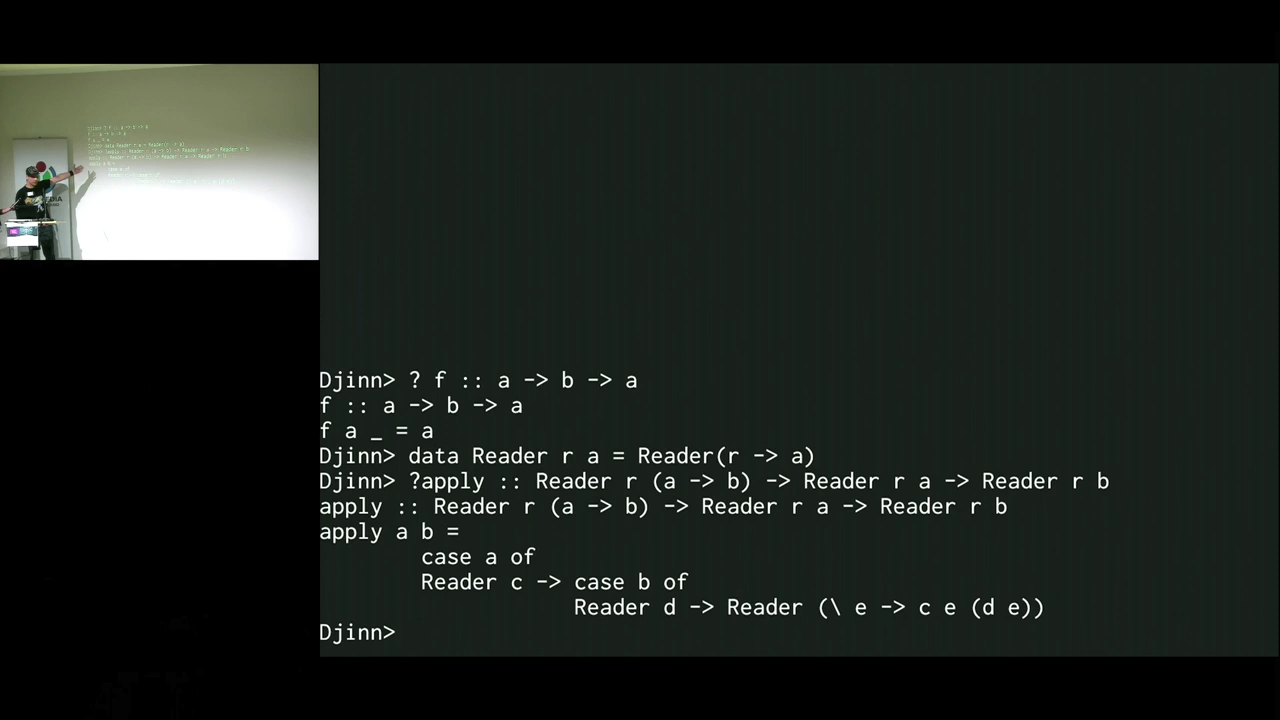 Djinn> ? f :: a -> b -> a
f :: a -> b -> a
f a _ = a
Djinn> data Reader r a = Reader(r -> a)
Djinn> ?apply :: Reader r (a -> b) -> Reader r a -> Reader r b
apply :: Reader r (a -> b) -> Reader r a -> Reader r b
apply a b =
case a of
Reader c -> case b of
Reader d -> Reader (\ e -> c e (d e))
Djinn>